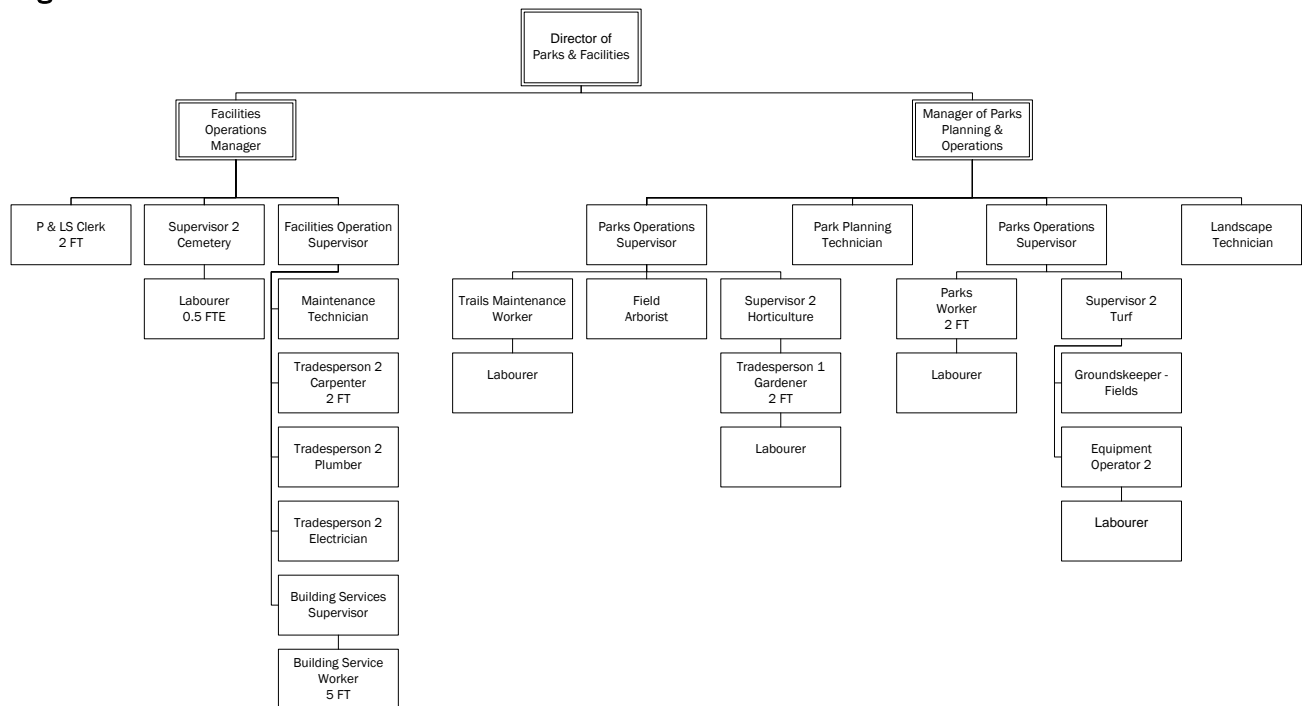 Director of
Parks & Facilities
Facilities
Operations
Manager
Manager of Parks
Planning &
Operations
P & LS Clerk
2 FT
Supervisor 2
Cemetery
Facilities Operation
Supervisor
Parks Operations
Supervisor
Park Planning
Technician
Parks Operations
Supervisor
Landscape
Technician
Labourer
0.5 FTE
Maintenance
Technician
Trails Maintenance
Worker
Field
Arborist
Supervisor 2
Horticulture
Parks
Worker
2 FT
Supervisor 2
Turf
Tradesperson 2
Carpenter
2 FT
Labourer
Tradesperson 1
Gardener
2 FT
Labourer
Groundskeeper -
Fields
Tradesperson 2
Plumber
Labourer
Equipment
Operator 2
Tradesperson 2
Electrician
Labourer
Building Services
Supervisor
Building Service
Worker
5 FT